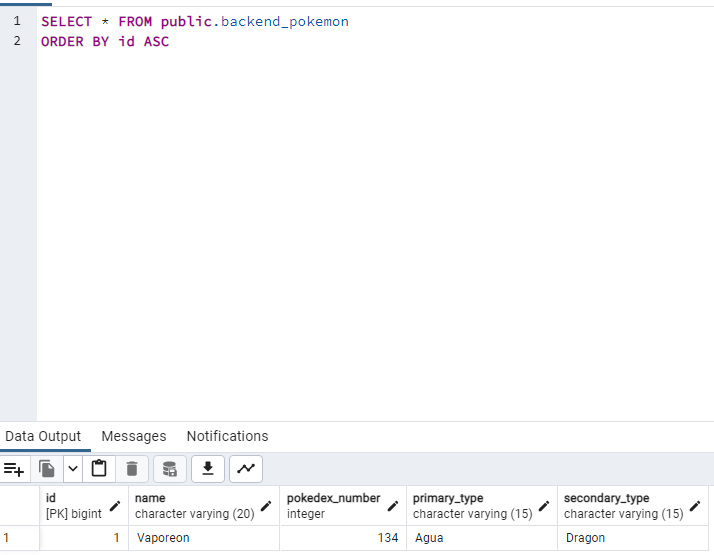 1 SELECT * FROM public.backend_pokemon
2 ORDER BY id ASC
Data Output Messages Notifications
id name pokedex_number primary_type secondary_type
[PK] bigint character varying (20) integer character varying (15) character varying (15)
1 1 Vaporeon 134 Agua Dragon